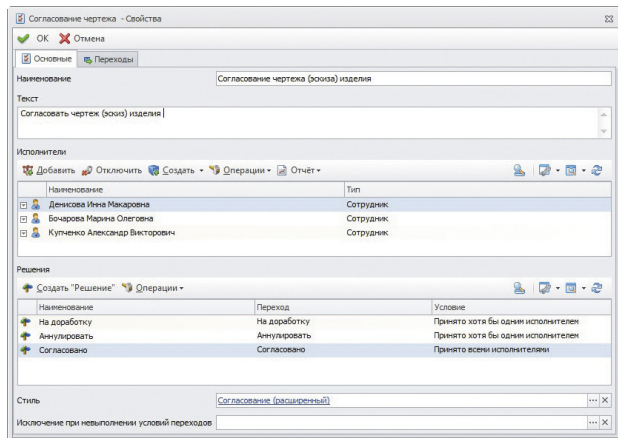 Согласование чертежа - Свойства
ОК Отмена
Основные Переходы
Наименование Согласование чертежа (эскиза) изделия
Текст
Согласовать чертеж (эскиз) изделия
Исполнители
Добавить Отключить Создать Операции Отчёт
Наименование Тип
Денисова Инна Макаровна Сотрудник
Бочарова Марина Олеговна Сотрудник
Купченко Александр Викторович Сотрудник
Решения
Создать "Решение" Операции
Наименование Переход Условие
На доработку На доработку Принято хотя бы одним исполнителем
Аннулировать Аннулировать Принято хотя бы одним исполнителем
Согласовано Согласовано Принято всеми исполнителями
Стиль Согласование (расширенный)
Исключение при невыполнении условий переходов